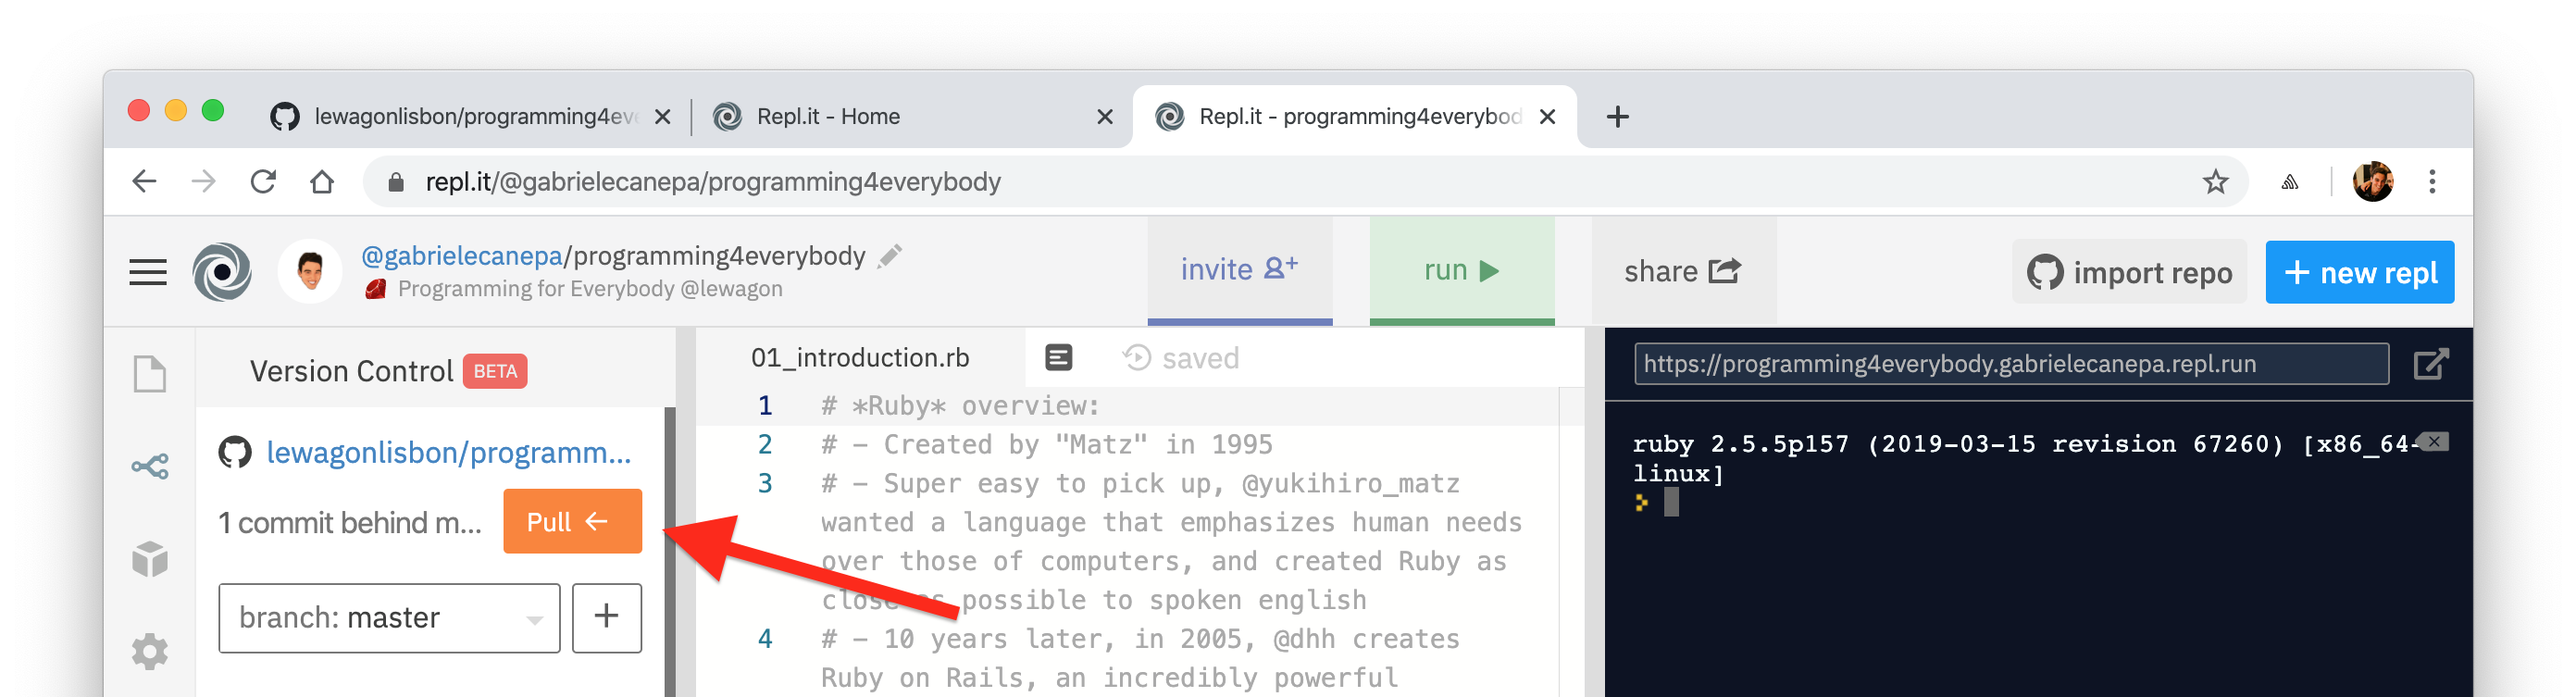 lewagonlisbon/programming4eve
Repl.it - Home
Repl.it - programming4everybod
repl.it/@gabrielecanepa/programming4everybody
@gabrielecanepa/programming4everybody
Programming for Everybody @lewagon
invite
run
share
import repo
+ new repl
Version Control BETA
lewagonlisbon/programm...
1 commit behind m...
Pull ←
branch: master
+
01_introduction.rb
saved
1 # *Ruby* overview:
2 # - Created by "Matz" in 1995
3 # - Super easy to pick up, @yukihiro_matz
wanted a language that emphasizes human needs
over those of computers, and created Ruby as
close as possible to spoken english
4 # - 10 years later, in 2005, @dhh creates
Ruby on Rails, an incredibly powerful
https://programming4everybody.gabrielecanepa.repl.run
ruby 2.5.5p157 (2019-03-15 revision 67260) [x86_64-
linux]